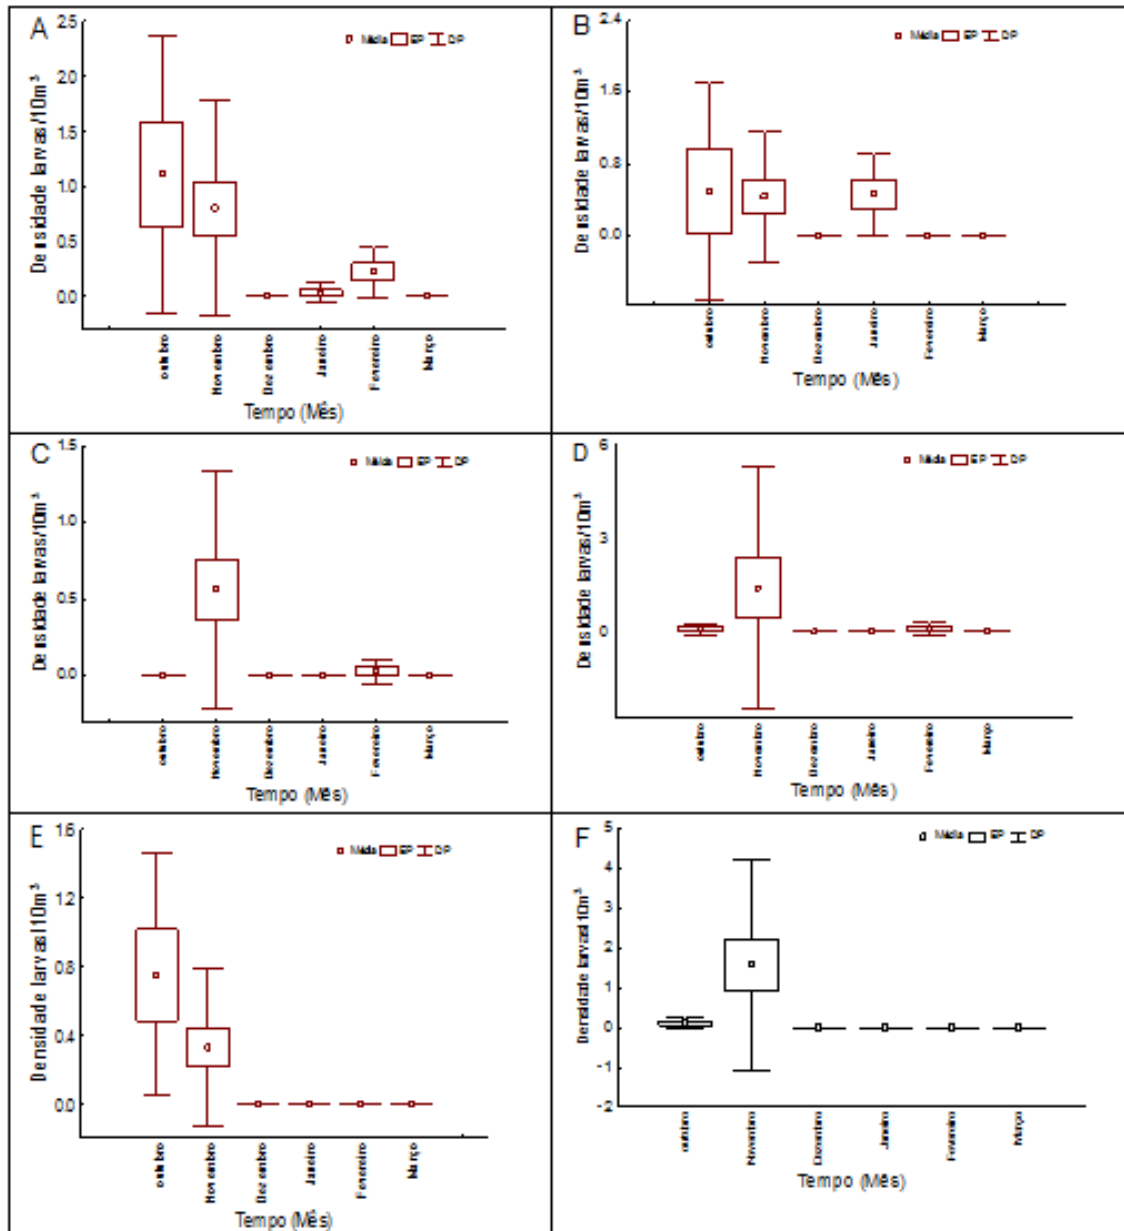 A
Média EP DP
Densidade larvas/10m³
2.5
2.0
1.5
1.0
0.5
0.0
outubro
Novembro
Dezembro
Janeiro
Fevereiro
Março
Tempo (Mês)
B
Média EP DP
Densidade larvas/10m³
2.4
1.6
0.8
0.0
outubro
Novembro
Dezembro
Janeiro
Fevereiro
Março
Tempo (Mês)
C
Média EP DP
Densidade larvas/10m³
1.5
1.0
0.5
0.0
outubro
Novembro
Dezembro
Janeiro
Fevereiro
Março
Tempo (Mês)
D
Média EP DP
Densidade larvas/10m³
6
3
0
outubro
Novembro
Dezembro
Janeiro
Fevereiro
Março
Tempo (Mês)
E
Média EP DP
Densidade larvas/10m³
1.6
1.2
0.8
0.4
0.0
outubro
Novembro
Dezembro
Janeiro
Fevereiro
Março
Tempo (Mês)
F
Média EP DP
Densidade larvas/10m³
5
4
3
2
1
0
-1
-2
outubro
Novembro
Dezembro
Janeiro
Fevereiro
Março
Tempo (Mês)